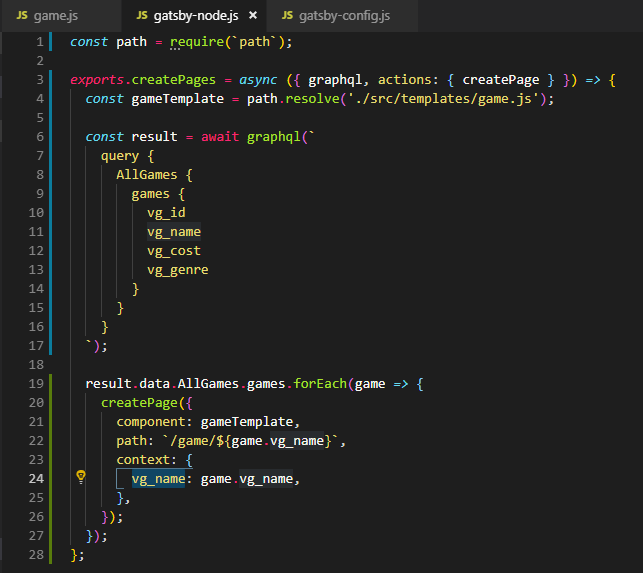 JS game.js JS gatsby-node.js × JS gatsby-config.js
1 const path = require(`path`);
2
3 exports.createPages = async ({ graphql, actions: { createPage } }) => {
4 const gameTemplate = path.resolve('./src/templates/game.js');
5
6 const result = await graphql(`
7 query {
8 AllGames {
9 games {
10 vg_id
11 vg_name
12 vg_cost
13 vg_genre
14 }
15 }
16 }
17 `);
18
19 result.data.AllGames.games.forEach(game => {
20 createPage({
21 component: gameTemplate,
22 path: `/game/${game.vg_name}`,
23 context: {
24 vg_name: game.vg_name,
25 },
26 });
27 });
28 };